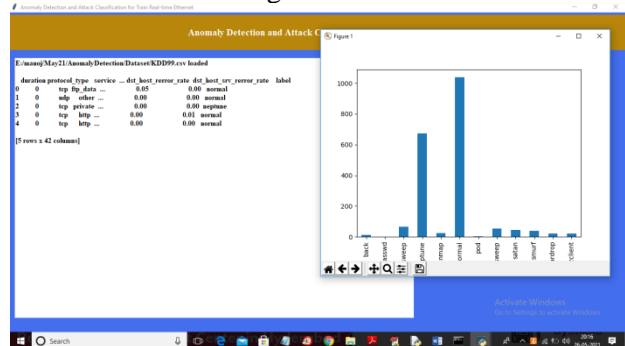 Anomaly Detection and Attack Classification for Train Real-time Ethernet
Anomaly Detection and Attack C
E:/manoj/May21/AnomalyDetection/Dataset/KDD99.csv loaded
duration protocol_type service ... dst_host_rerror_rate dst_host_srv_rerror_rate label
0 0 tcp ftp_data ... 0.05 0.00 normal
1 0 udp other ... 0.00 0.00 normal
2 0 tcp private ... 0.00 0.00 neptune
3 0 tcp http ... 0.00 0.01 normal
4 0 tcp http ... 0.00 0.00 normal
[5 rows x 42 columns]
Figure 1
1000
800
600
400
200
0
back
asswd
sweep
ptune
nmap
ormal
pod
sweep
satan
smurf
ardrop
zclient
Activate Windows
Go to Settings to activate Windows.
Search
20:16
26-05-2021